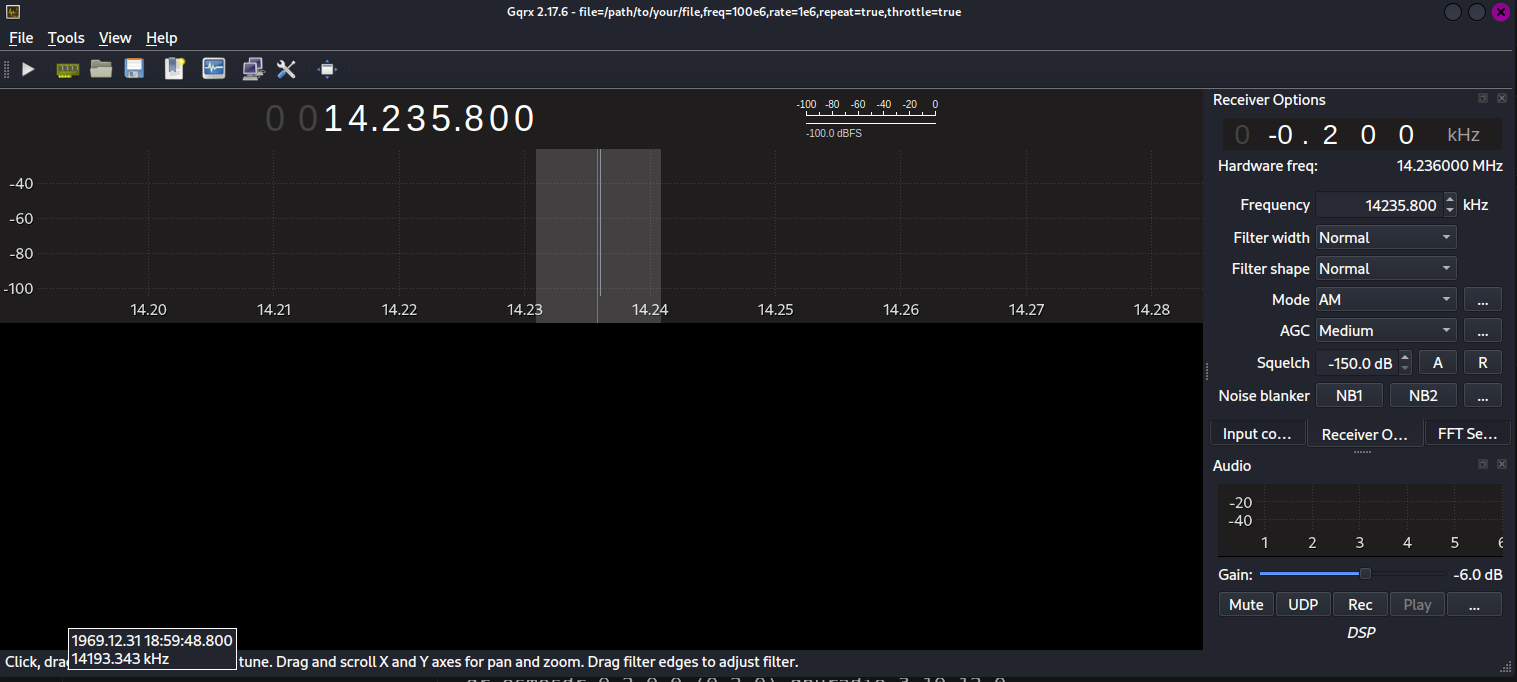 Gqrx 2.17.6 - file=/path/to/your/file,freq=100e6,rate=1e6,repeat=true,throttle=true
File Tools View Help
0 014.235.800
-100 -80 -60 -40 -20 0
-100.0 dBFS
-40
-60
-80
-100
14.20 14.21 14.22 14.23 14.24 14.25 14.26 14.27 14.28
1969.12.31 18:59:48.800
14193.343 kHz
Click, drag tune. Drag and scroll X and Y axes for pan and zoom. Drag filter edges to adjust filter.
Receiver Options
0 -0.200 kHz
Hardware freq: 14.236000 MHz
Frequency 14235.800 kHz
Filter width Normal
Filter shape Normal
Mode AM ...
AGC Medium ...
Squelch -150.0 dB A R
Noise blanker NB1 NB2 ...
Input co... Receiver O... FFT Se...
Audio
-20
-40
1 2 3 4 5 6
Gain: -6.0 dB
Mute UDP Rec Play ...
DSP